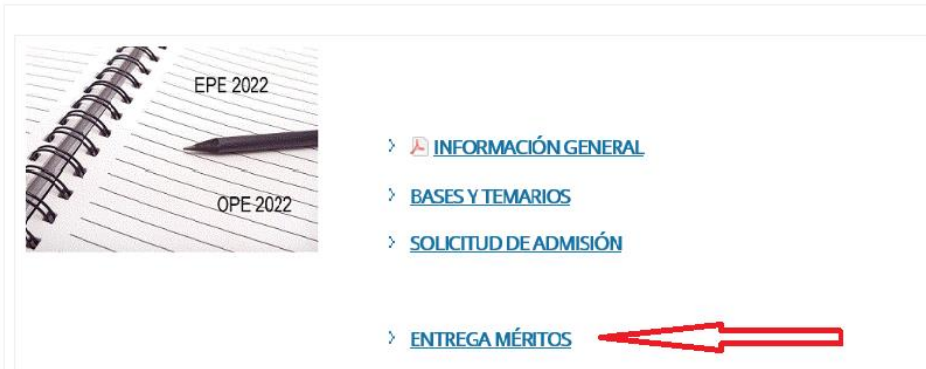 EPE 2022
OPE 2022
INFORMACIÓN GENERAL
BASES Y TEMARIOS
SOLICITUD DE ADMISIÓN
ENTREGA MÉRITOS